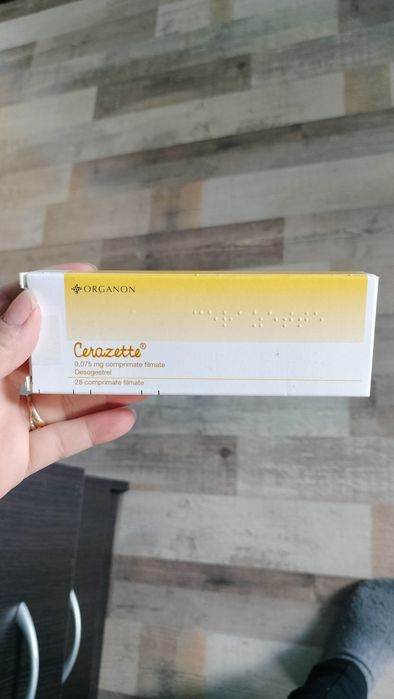 ORGANON
Cerazette®
0,075 mg comprimate filmate
Desogestrel
28 comprimate filmate